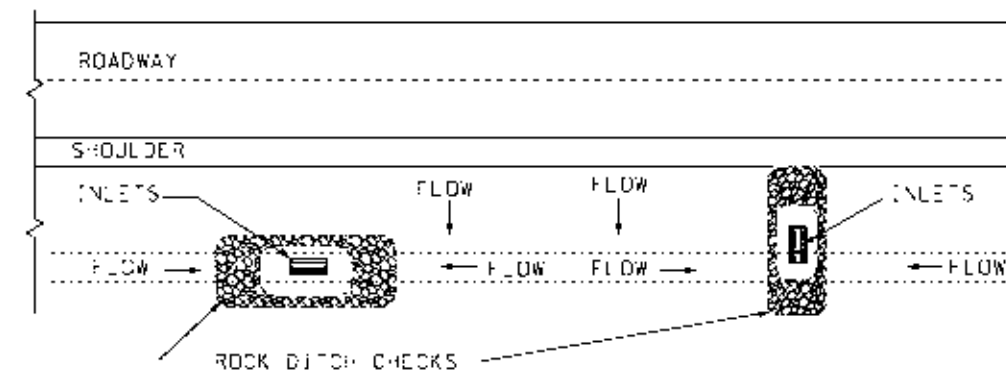 ROADWAY
SHOULDER
INLETS
FLOW
FLOW
INLETS
FLOW
FLOW
FLOW
FLOW
ROCK DITCH CHECKS